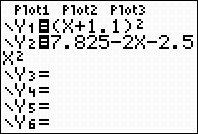 Plot1 Plot2 Plot3
\Y₁=(X+1.1)²
\Y₂=7.825-2X-2.5
X²
\Y₃=
\Y₄=
\Y₅=
\Y₆=